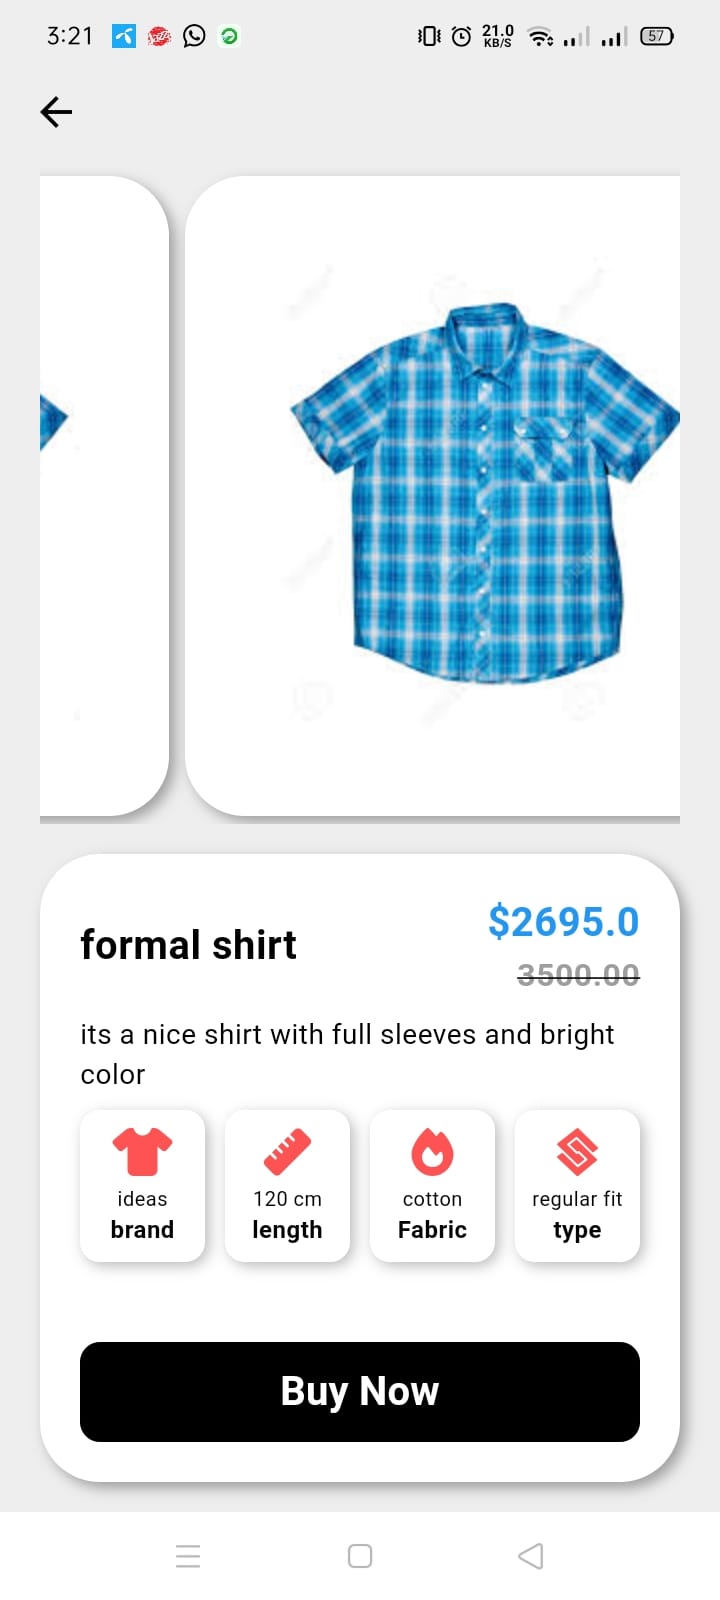 3:21
21.0
KB/S
57
formal shirt
$2695.0
3500.00
its a nice shirt with full sleeves and bright
color
ideas
brand
120 cm
length
cotton
Fabric
regular fit
type
Buy Now